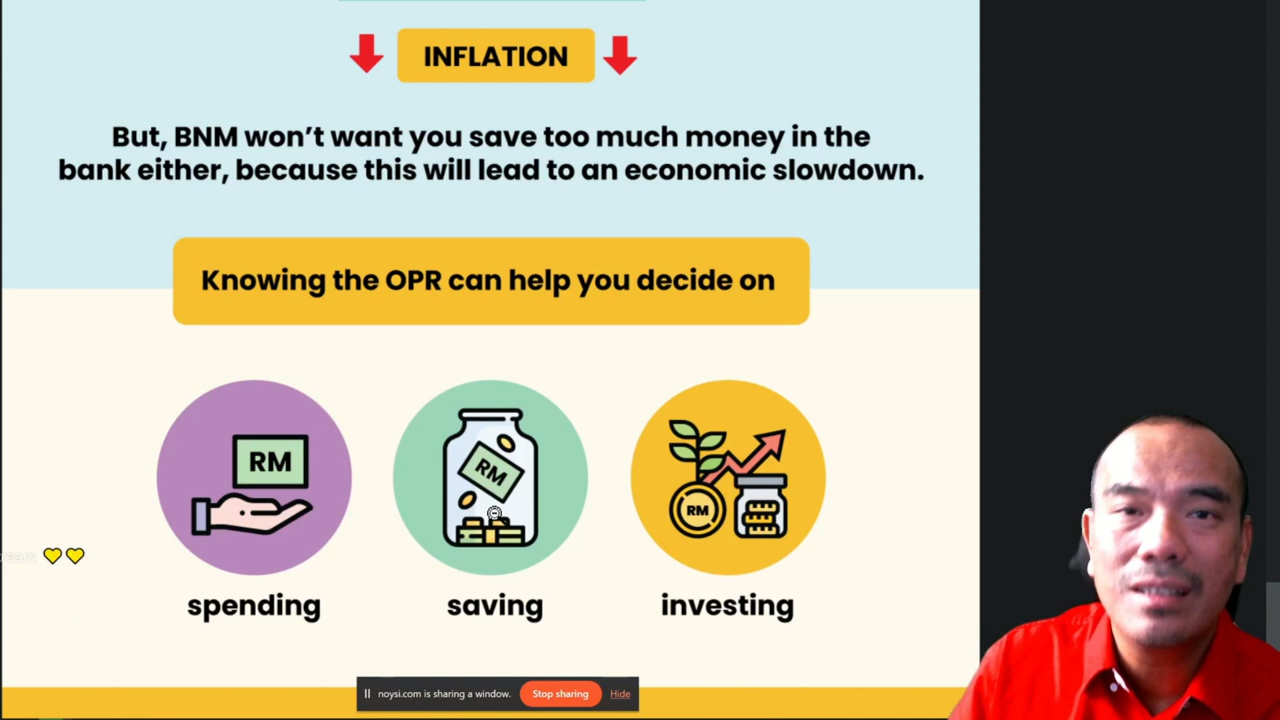 INFLATION
But, BNM won't want you save too much money in the
bank either, because this will lead to an economic slowdown.
Knowing the OPR can help you decide on
RM
RM
RM
spending
saving
investing
noysi.com is sharing a window.
Stop sharing
Hide